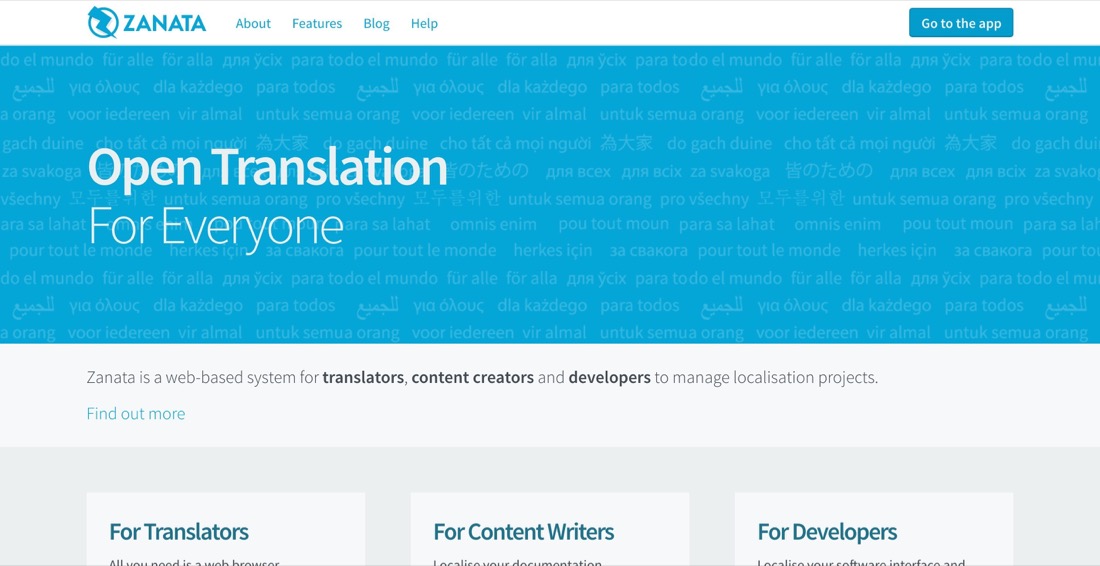 ZANATA About Features Blog Help Go to the app
do el mundo für alle för alla для ўсіх para todo el mundo für alle för alla для ўсіх para todo el mundo für alle för alla для ўсіх para todo el mu
للجميع για όλους dla każdego para todos للجميع για όλους dla każdego para todos للجميع για όλους dla każdego para todos للجميع
a orang voor iedereen vir almal untuk semua orang voor iedereen vir almal untuk semua orang voor iedereen vir almal untuk semua orang
gach duine cho tất cả mọi người 為大家 do gach duine cho tất cả mọi người 為大家 do gach duine cho tất cả mọi người 為大家 do gach dui
Open Translation
za svakoga 皆のための для всех для всіх za svakoga 皆のための для всех для всіх za svako
všechny 모두를위한 untuk semua orang pro všechny 모두를위한 untuk semua orang pro všechny 모두를위한 untuk semua orang pro všechny
For Everyone
ara sa lahat omnis enim pou tout moun para sa lahat omnis enim pou tout moun para sa lah
pour tout le monde herkes için за свакога pour tout le monde herkes için за свакога pour tout le monde herkes için за свакога pour to
do el mundo für alle för alla для ўсіх para todo el mundo für alle för alla для ўсіх para todo el mundo für alle för alla для ўсіх para todo el mu
للجميع για όλους dla każdego para todos للجميع για όλους dla każdego para todos للجميع για όλους dla każdego para todos للجميع
a orang voor iedereen vir almal untuk semua orang voor iedereen vir almal untuk semua orang voor iedereen vir almal untuk semua orang
Zanata is a web-based system for translators, content creators and developers to manage localisation projects.
Find out more
For Translators For Content Writers For Developers
All you need is a web browser. Localise your documentation Localise your software interface and